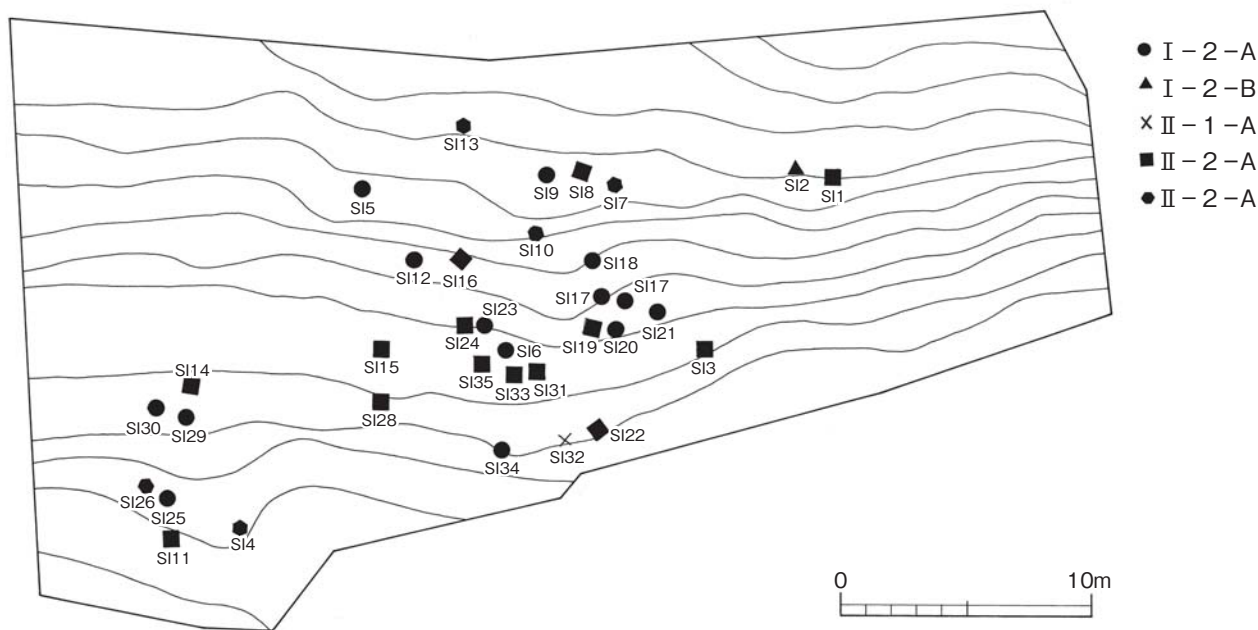 ● Ⅰ-2-A
▲ Ⅰ-2-B
× Ⅱ-1-A
■ Ⅱ-2-A
⬢ Ⅱ-2-A
SI13
SI9
SI8
SI7
SI2
SI1
SI5
SI10
SI12
SI16
SI18
SI17
SI17
SI23
SI21
SI24
SI19
SI20
SI6
SI15
SI3
SI35
SI33
SI31
SI14
SI30
SI29
SI28
SI22
SI32
SI34
SI26
SI25
SI4
SI11
0
10m